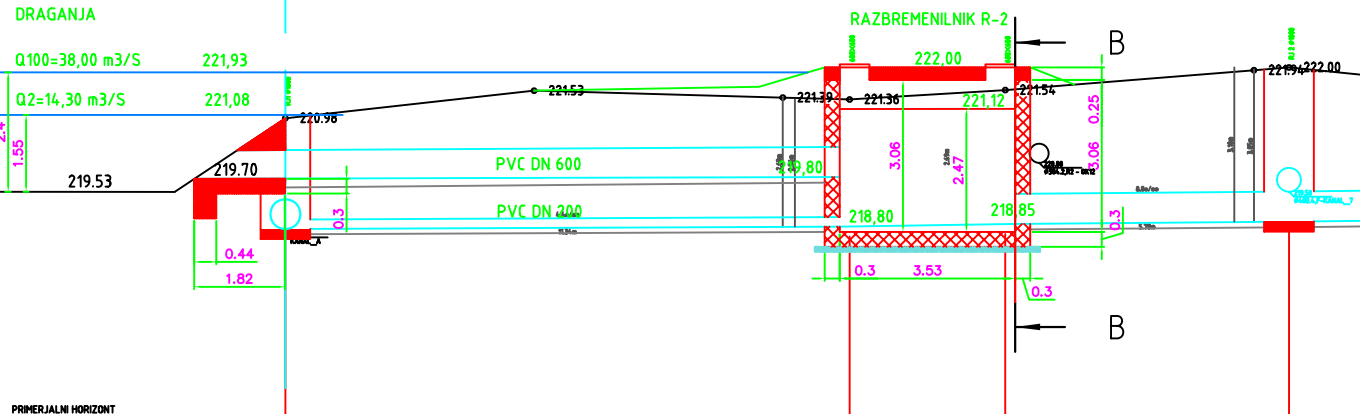 DRAGANJA
RAZBREMENILNIK R-2
B
Q100=38,00 m3/S
221,93
222,00
221.94
222.00
Q2=14,30 m3/S
221,08
220.98
221.53
221.39
221.36
221,12
221.54
0.25
2.4
1.55
219.53
219.70
PVC DN 600
219,80
3.06
2.47
3.06
PVC DN 200
218,80
218,85
0.3
0.3
KANAL_A
0.44
1.82
0.3
3.53
0.3
B
PRIMERJALNI HORIZONT